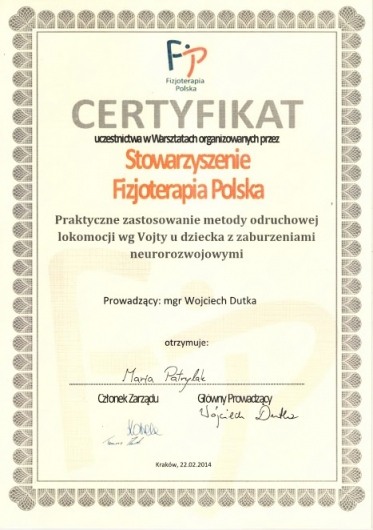 Fizjoterapia
Polska
CERTYFIKAT
uczestnictwa w Warsztatach organizowanych przez
Stowarzyszenie
Fizjoterapia Polska
Praktyczne zastosowanie metody odruchowej
lokomocji wg Vojty u dziecka z zaburzeniami
neurorozwojowymi
Prowadzący: mgr Wojciech Dutka
otrzymuje:
Maria
Członek Zarządu Główny Prowadzący
Wojciech Dutka
Kraków, 22.02.2014